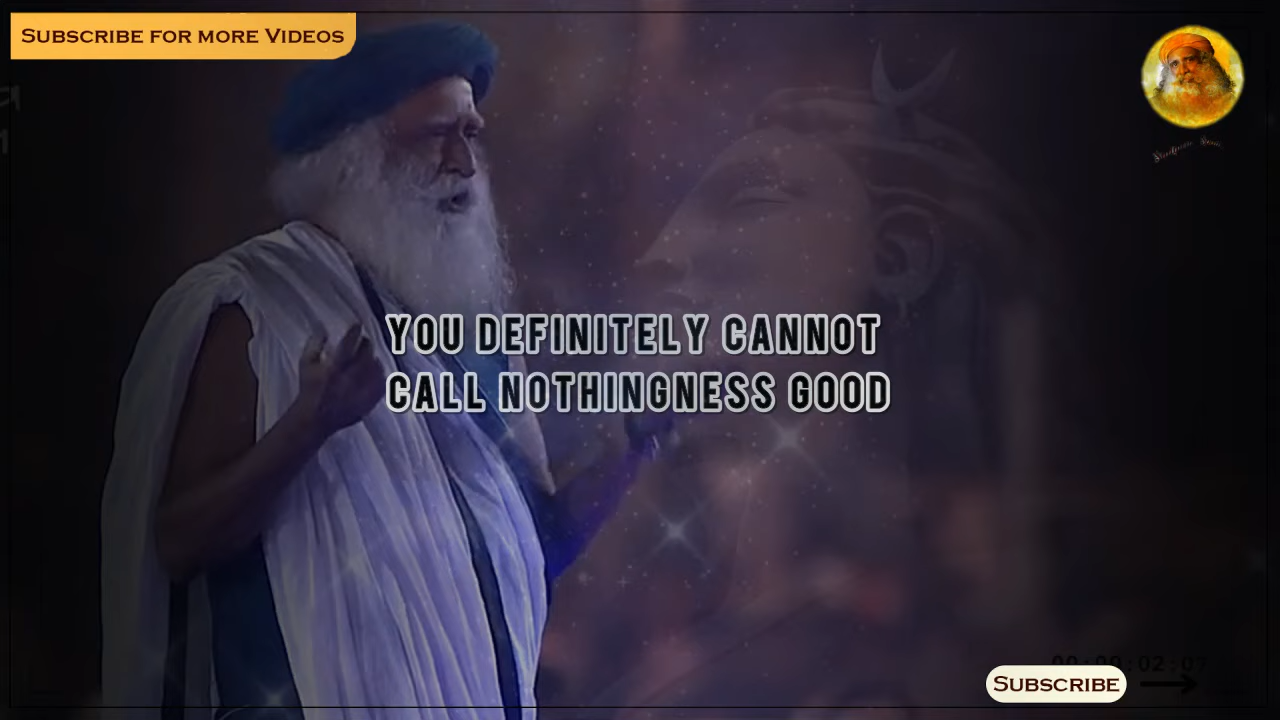 SUBSCRIBE FOR MORE VIDEOS
YOU DEFINITELY CANNOT
CALL NOTHINGNESS GOOD
SUBSCRIBE